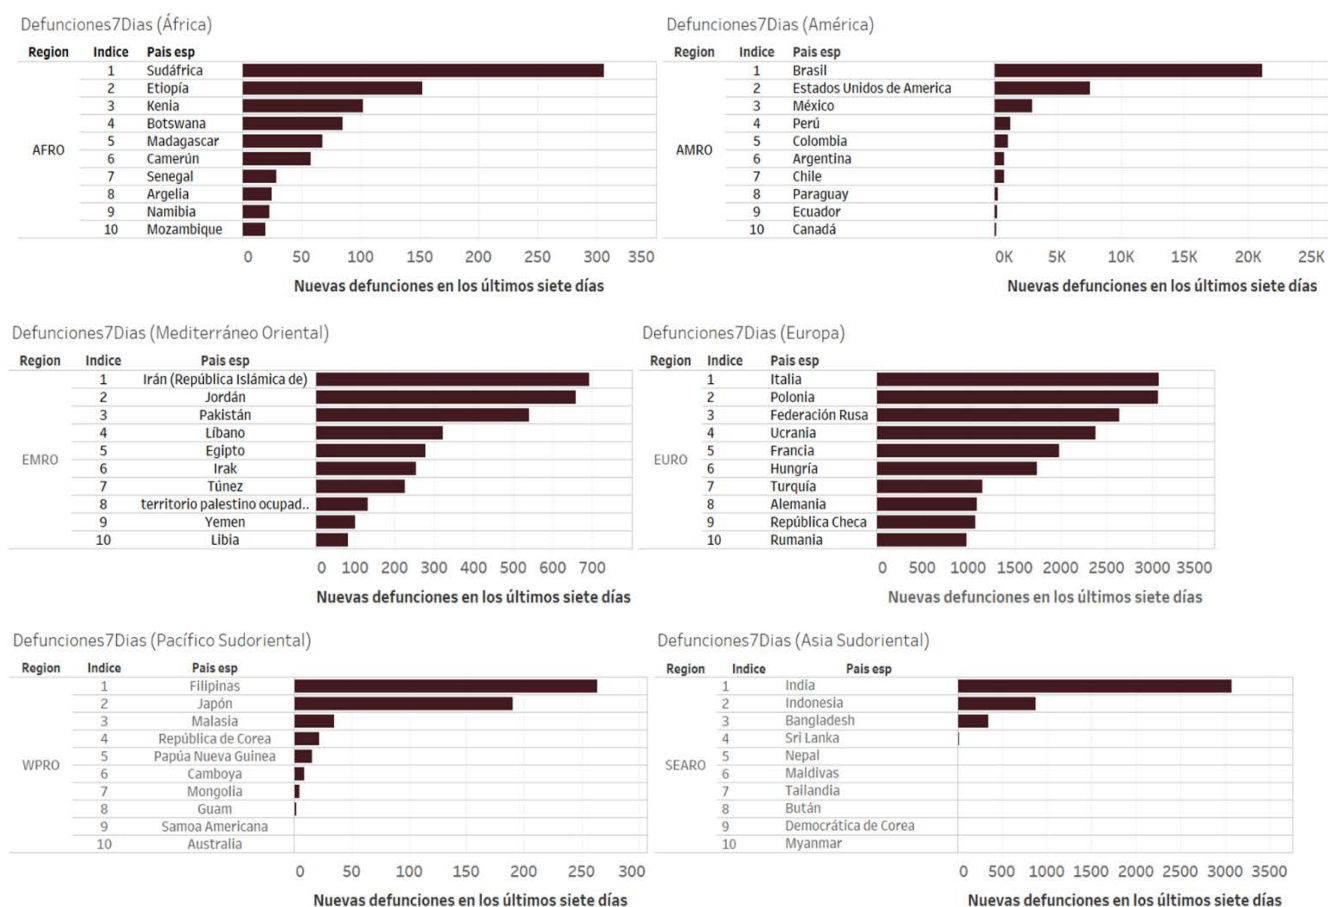 Defunciones7Dias (África)
Region Indice Pais esp
AFRO
1 Sudáfrica
2 Etiopía
3 Kenia
4 Botswana
5 Madagascar
6 Camerún
7 Senegal
8 Argelia
9 Namibia
10 Mozambique
0 50 100 150 200 250 300 350
Nuevas defunciones en los últimos siete días
Defunciones7Dias (América)
Region Indice Pais esp
AMRO
1 Brasil
2 Estados Unidos de America
3 México
4 Perú
5 Colombia
6 Argentina
7 Chile
8 Paraguay
9 Ecuador
10 Canadá
0K 5K 10K 15K 20K 25K
Nuevas defunciones en los últimos siete días
Defunciones7Dias (Mediterráneo Oriental)
Region Indice Pais esp
EMRO
1 Irán (República Islámica de)
2 Jordán
3 Pakistán
4 Líbano
5 Egipto
6 Irak
7 Túnez
8 territorio palestino ocupad..
9 Yemen
10 Libia
0 100 200 300 400 500 600 700
Nuevas defunciones en los últimos siete días
Defunciones7Dias (Europa)
Region Indice Pais esp
EURO
1 Italia
2 Polonia
3 Federación Rusa
4 Ucrania
5 Francia
6 Hungría
7 Turquía
8 Alemania
9 República Checa
10 Rumania
0 500 1000 1500 2000 2500 3000 3500
Nuevas defunciones en los últimos siete días
Defunciones7Dias (Pacífico Sudoriental)
Region Indice Pais esp
WPRO
1 Filipinas
2 Japón
3 Malasia
4 República de Corea
5 Papúa Nueva Guinea
6 Camboya
7 Mongolia
8 Guam
9 Samoa Americana
10 Australia
0 50 100 150 200 250 300
Nuevas defunciones en los últimos siete días
Defunciones7Dias (Asia Sudoriental)
Region Indice Pais esp
SEARO
1 India
2 Indonesia
3 Bangladesh
4 Sri Lanka
5 Nepal
6 Maldivas
7 Tailandia
8 Bután
9 Democrática de Corea
10 Myanmar
0 500 1000 1500 2000 2500 3000 3500
Nuevas defunciones en los últimos siete días